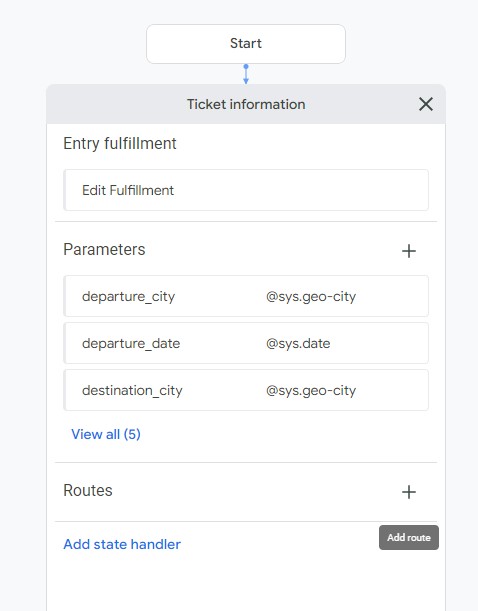 Start
Ticket information
Entry fulfillment
Edit Fulfillment
Parameters
departure_city @sys.geo-city
departure_date @sys.date
destination_city @sys.geo-city
View all (5)
Routes
Add route
Add state handler